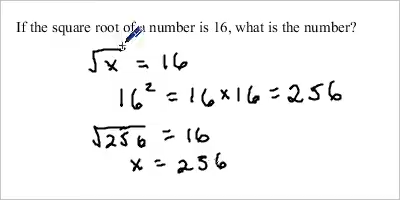 If the square root of a number is 16, what is the number?
√x = 16
16² = 16 × 16 = 256
√256 = 16
x = 256